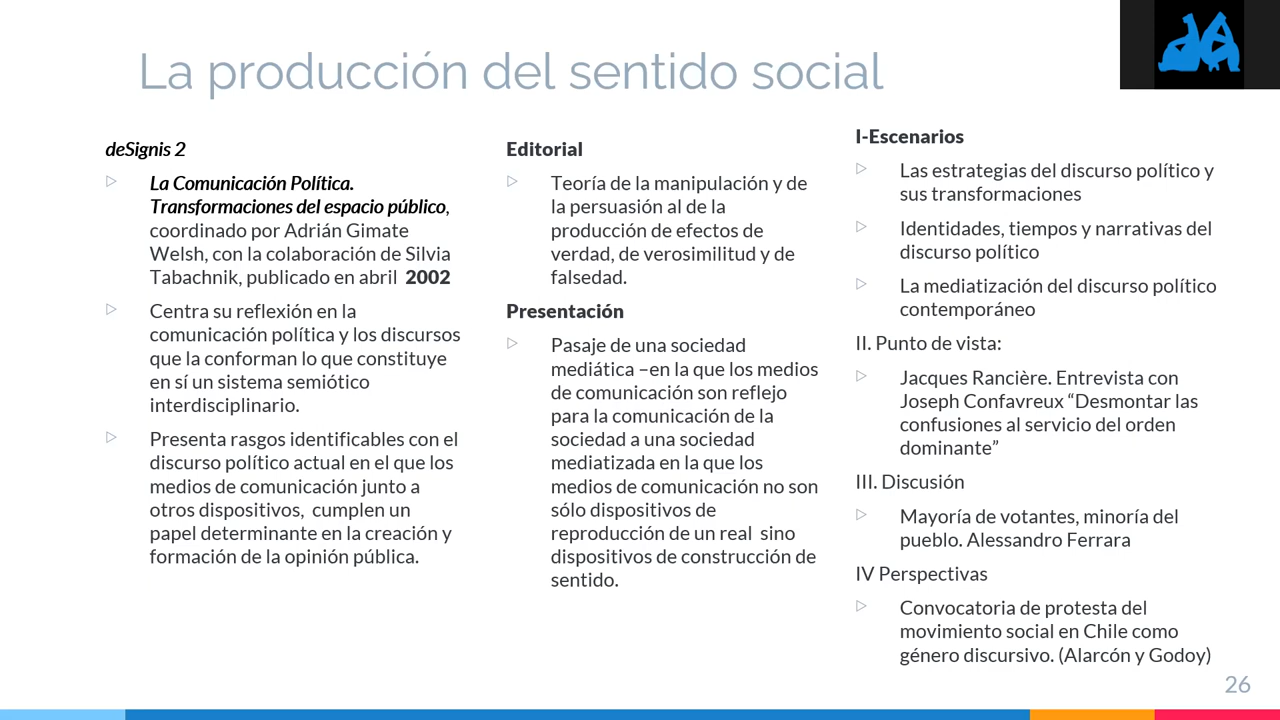 La producción del sentido social
deSignis 2
La Comunicación Política.
Transformaciones del espacio público,
coordinado por Adrián Gimate
Welsh, con la colaboración de Silvia
Tabachnik, publicado en abril 2002
Centra su reflexión en la
comunicación política y los discursos
que la conforman lo que constituye
en sí un sistema semiótico
interdisciplinario.
Presenta rasgos identificables con el
discurso político actual en el que los
medios de comunicación junto a
otros dispositivos, cumplen un
papel determinante en la creación y
formación de la opinión pública.
Editorial
Teoría de la manipulación y de
la persuasión al de la
producción de efectos de
verdad, de verosimilitud y de
falsedad.
Presentación
Pasaje de una sociedad
mediática –en la que los medios
de comunicación son reflejo
para la comunicación de la
sociedad a una sociedad
mediatizada en la que los
medios de comunicación no son
sólo dispositivos de
reproducción de un real sino
dispositivos de construcción de
sentido.
I-Escenarios
Las estrategias del discurso político y
sus transformaciones
Identidades, tiempos y narrativas del
discurso político
La mediatización del discurso político
contemporáneo
II. Punto de vista:
Jacques Rancière. Entrevista con
Joseph Confavreux “Desmontar las
confusiones al servicio del orden
dominante”
III. Discusión
Mayoría de votantes, minoría del
pueblo. Alessandro Ferrara
IV Perspectivas
Convocatoria de protesta del
movimiento social en Chile como
género discursivo. (Alarcón y Godoy)
26